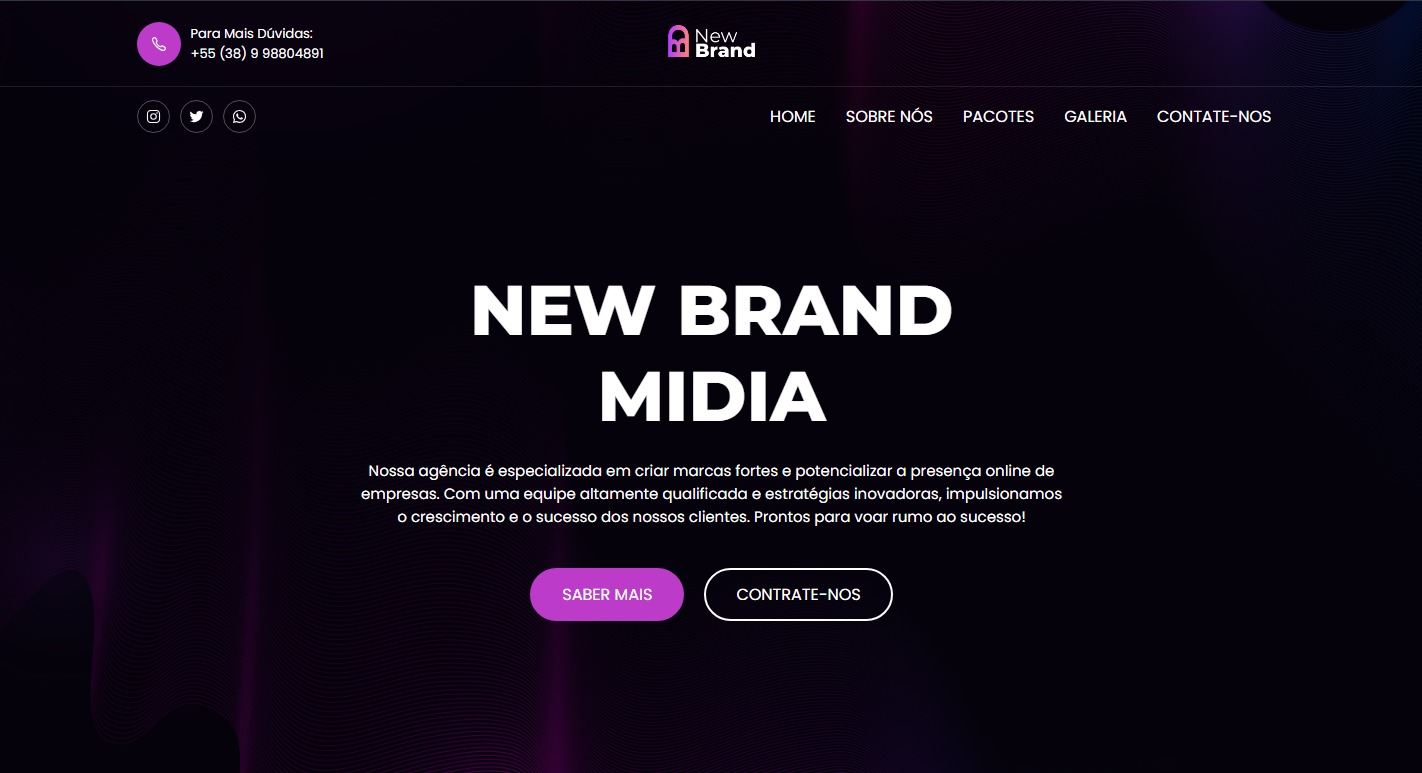 Para Mais Dúvidas:
+55 (38) 9 98804891
New
Brand
HOME SOBRE NÓS PACOTES GALERIA CONTATE-NOS
NEW BRAND
MIDIA
Nossa agência é especializada em criar marcas fortes e potencializar a presença online de
empresas. Com uma equipe altamente qualificada e estratégias inovadoras, impulsionamos
o crescimento e o sucesso dos nossos clientes. Prontos para voar rumo ao sucesso!
SABER MAIS CONTRATE-NOS